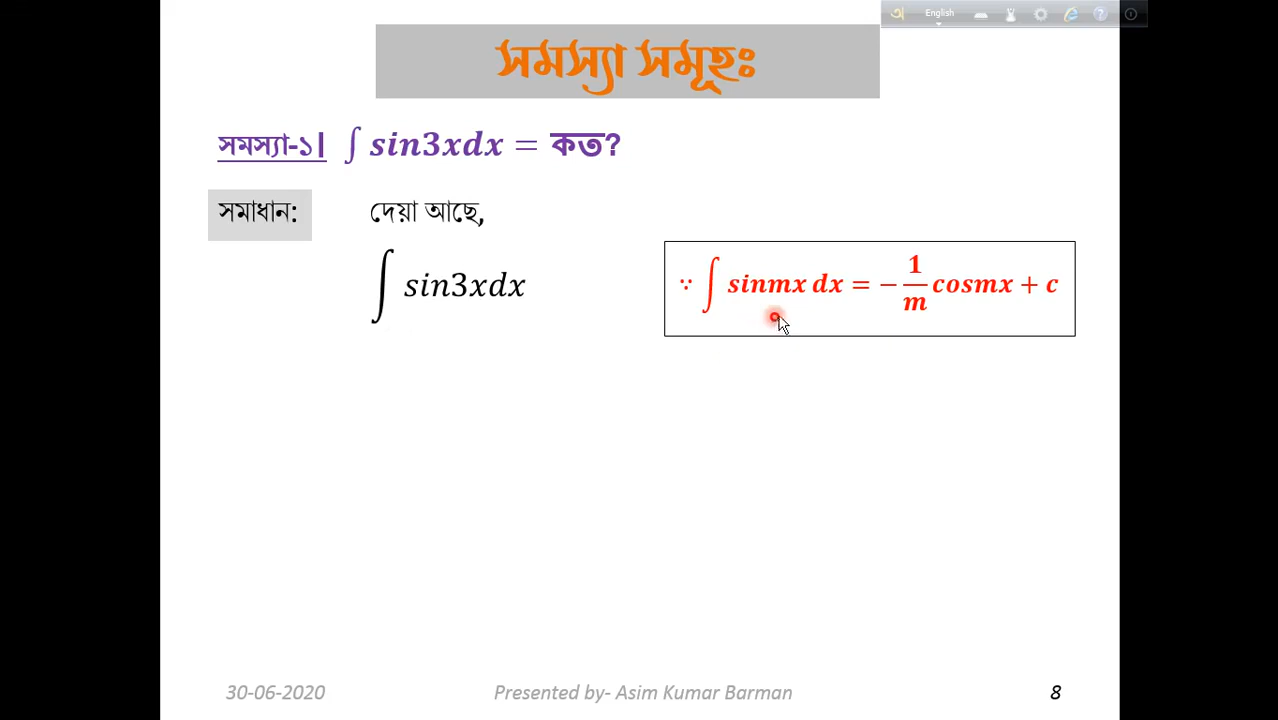 English
সমস্যা সমূহঃ
সমস্যা-১| ∫ sin3xdx = কত?
সমাধান: দেয়া আছে,
∫ sin3xdx
∵ ∫ sinmx dx = − 1/m cosmx + c
30-06-2020 Presented by- Asim Kumar Barman 8